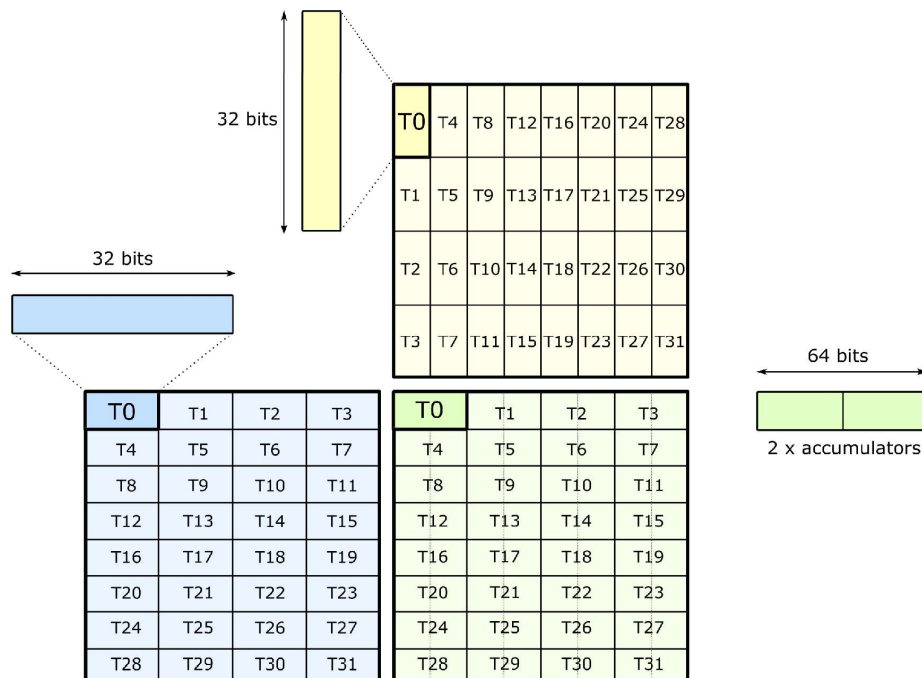 32 bits
T0 T4 T8 T12 T16 T20 T24 T28
T1 T5 T9 T13 T17 T21 T25 T29
T2 T6 T10 T14 T18 T22 T26 T30
T3 T7 T11 T15 T19 T23 T27 T31
32 bits
T0 T1 T2 T3
T4 T5 T6 T7
T8 T9 T10 T11
T12 T13 T14 T15
T16 T17 T18 T19
T20 T21 T22 T23
T24 T25 T26 T27
T28 T29 T30 T31
T0 T1 T2 T3
T4 T5 T6 T7
T8 T9 T10 T11
T12 T13 T14 T15
T16 T17 T18 T19
T20 T21 T22 T23
T24 T25 T26 T27
T28 T29 T30 T31
64 bits
2 x accumulators